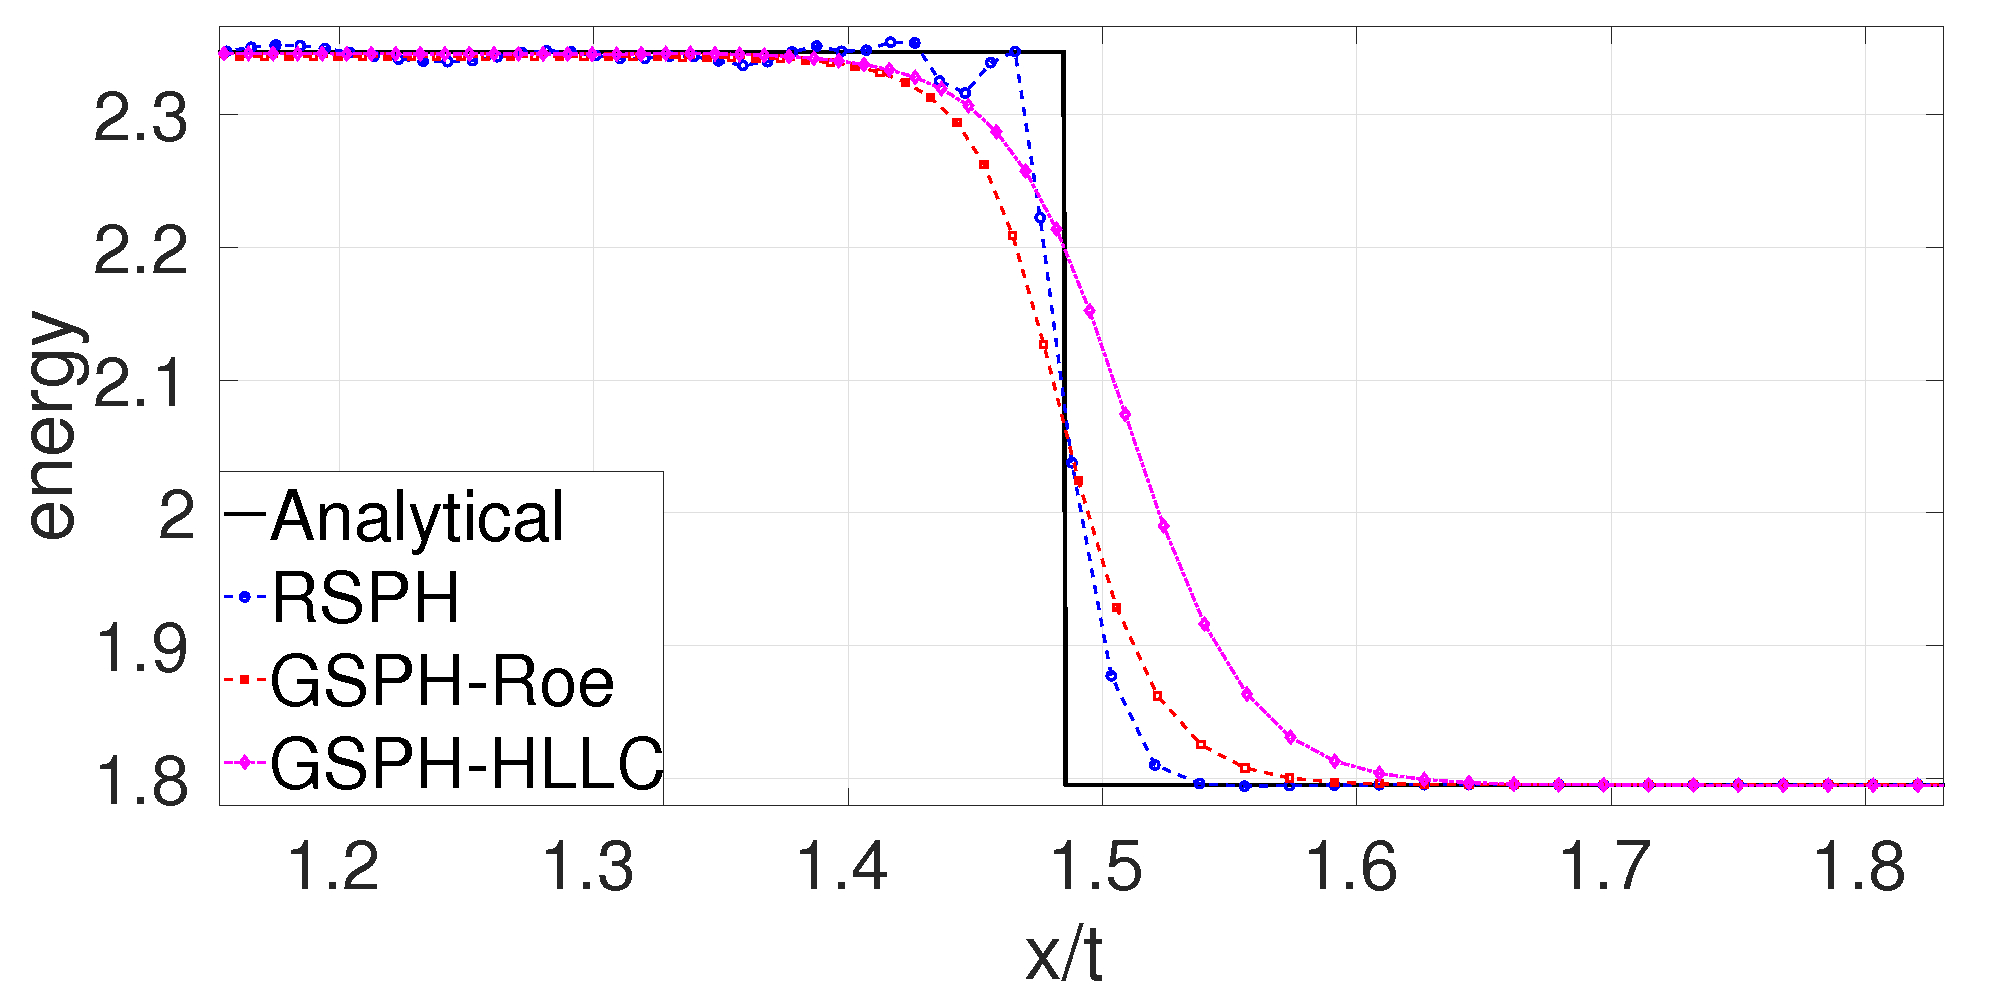 energy
2.3
2.2
2.1
2
1.9
1.8
Analytical
RSPH
GSPH-Roe
GSPH-HLLC
1.2 1.3 1.4 1.5 1.6 1.7 1.8
x/t